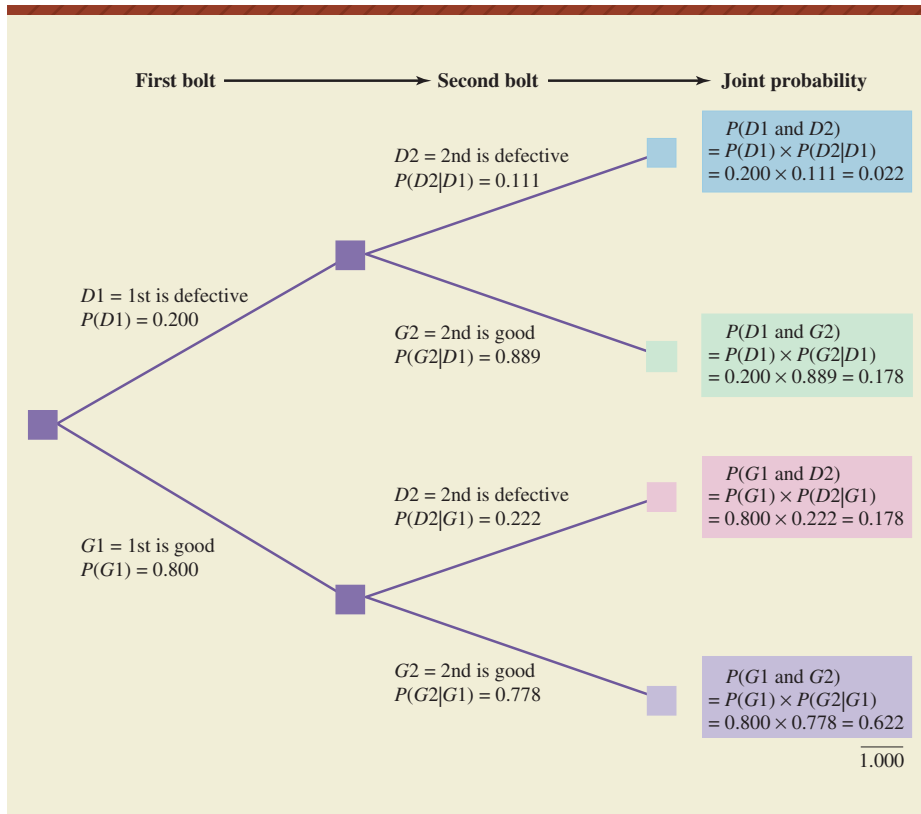 First bolt Second bolt Joint probability
D2 = 2nd is defective
P(D2|D1) = 0.111
P(D1 and D2)
= P(D1) × P(D2|D1)
= 0.200 × 0.111 = 0.022
D1 = 1st is defective
P(D1) = 0.200
G2 = 2nd is good
P(G2|D1) = 0.889
P(D1 and G2)
= P(D1) × P(G2|D1)
= 0.200 × 0.889 = 0.178
D2 = 2nd is defective
P(D2|G1) = 0.222
P(G1 and D2)
= P(G1) × P(D2|G1)
= 0.800 × 0.222 = 0.178
G1 = 1st is good
P(G1) = 0.800
G2 = 2nd is good
P(G2|G1) = 0.778
P(G1 and G2)
= P(G1) × P(G2|G1)
= 0.800 × 0.778 = 0.622
1.000